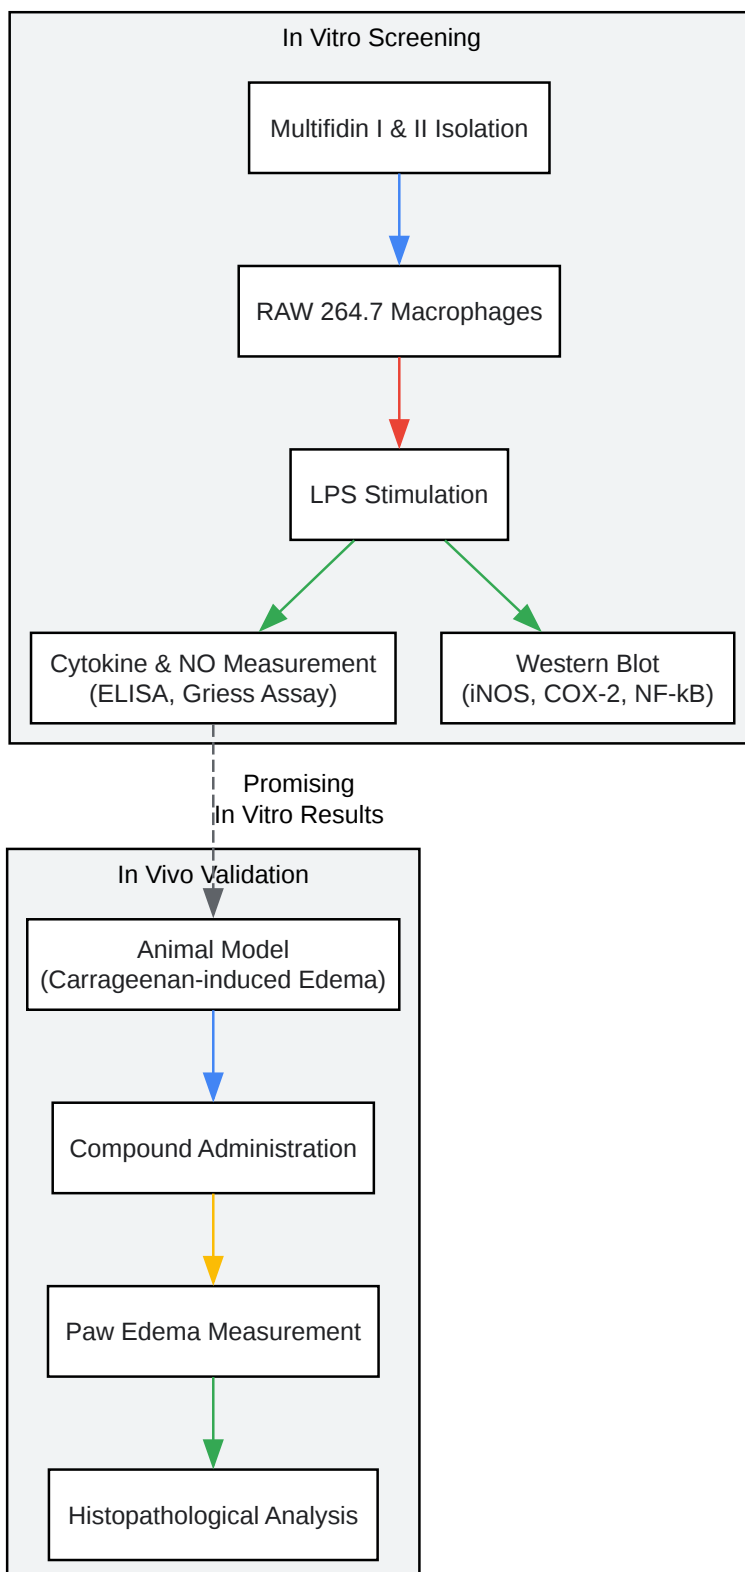 In Vitro Screening
Multifidin I & II Isolation
RAW 264.7 Macrophages
LPS Stimulation
Cytokine & NO Measurement
(ELISA, Griess Assay)
Western Blot
(iNOS, COX-2, NF-kB)
Promising
In Vitro Results
In Vivo Validation
Animal Model
(Carrageenan-induced Edema)
Compound Administration
Paw Edema Measurement
Histopathological Analysis